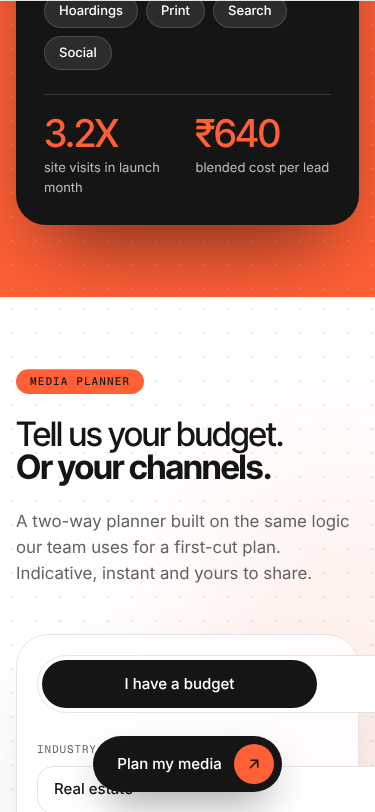 Hoardings Print Search
Social
3.2X ₹640
site visits in launch month
blended cost per lead
MEDIA PLANNER
Tell us your budget.
Or your channels.
A two-way planner built on the same logic
our team uses for a first-cut plan.
Indicative, instant and yours to share.
I have a budget
INDUSTRY
Plan my media
Real estate